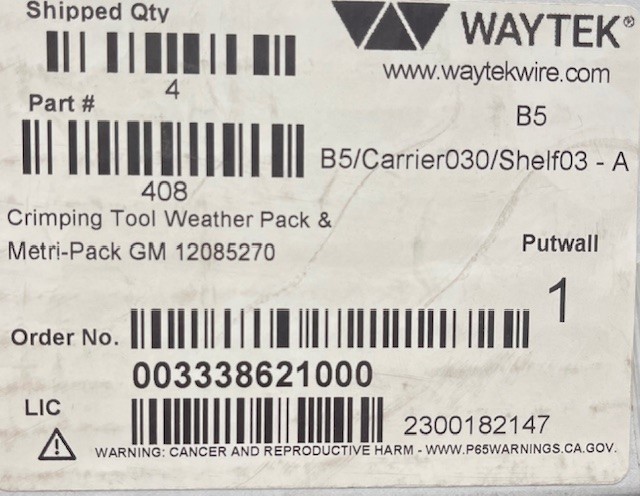 Shipped Qty
4
WAYTEK®
www.waytekwire.com
Part #
408
B5
B5/Carrier030/Shelf03 - A
Crimping Tool Weather Pack &
Metri-Pack GM 12085270
Putwall
1
Order No.
003338621000
LIC
2300182147
WARNING: CANCER AND REPRODUCTIVE HARM - WWW.P65WARNINGS.CA.GOV.